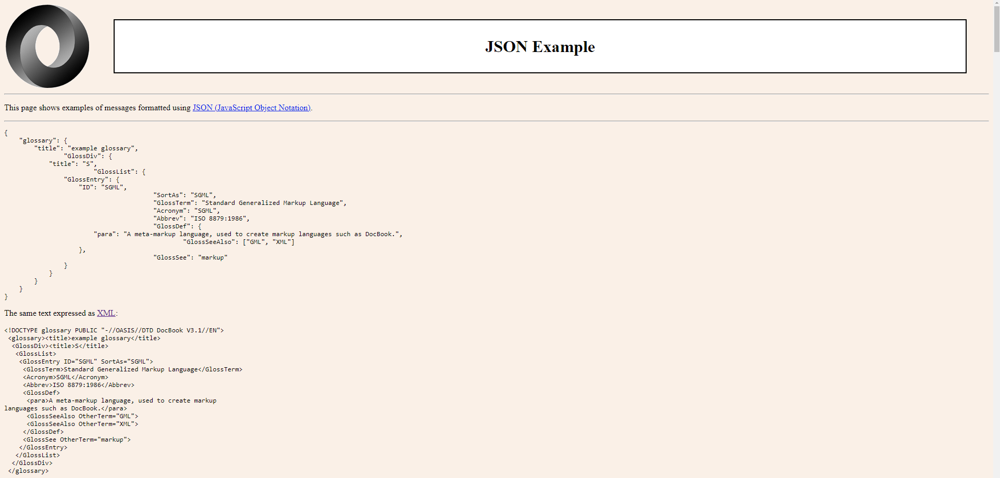 JSON Example
This page shows examples of messages formatted using JSON (JavaScript Object Notation).
{
    "glossary": {
        "title": "example glossary",
                "GlossDiv": {
            "title": "S",
                        "GlossList": {
                "GlossEntry": {
                    "ID": "SGML",
                                        "SortAs": "SGML",
                                        "GlossTerm": "Standard Generalized Markup Language",
                                        "Acronym": "SGML",
                                        "Abbrev": "ISO 8879:1986",
                                        "GlossDef": {
                        "para": "A meta-markup language, used to create markup languages such as DocBook.",
                                                "GlossSeeAlso": ["GML", "XML"]
                    },
                                        "GlossSee": "markup"
                }
            }
        }
    }
}
The same text expressed as XML:
<!DOCTYPE glossary PUBLIC "-//OASIS//DTD DocBook V3.1//EN">
 <glossary><title>example glossary</title>
  <GlossDiv><title>S</title>
   <GlossList>
    <GlossEntry ID="SGML" SortAs="SGML">
     <GlossTerm>Standard Generalized Markup Language</GlossTerm>
     <Acronym>SGML</Acronym>
     <Abbrev>ISO 8879:1986</Abbrev>
     <GlossDef>
      <para>A meta-markup language, used to create markup
languages such as DocBook.</para>
      <GlossSeeAlso OtherTerm="GML">
      <GlossSeeAlso OtherTerm="XML">
     </GlossDef>
     <GlossSee OtherTerm="markup">
    </GlossEntry>
   </GlossList>
  </GlossDiv>
 </glossary>